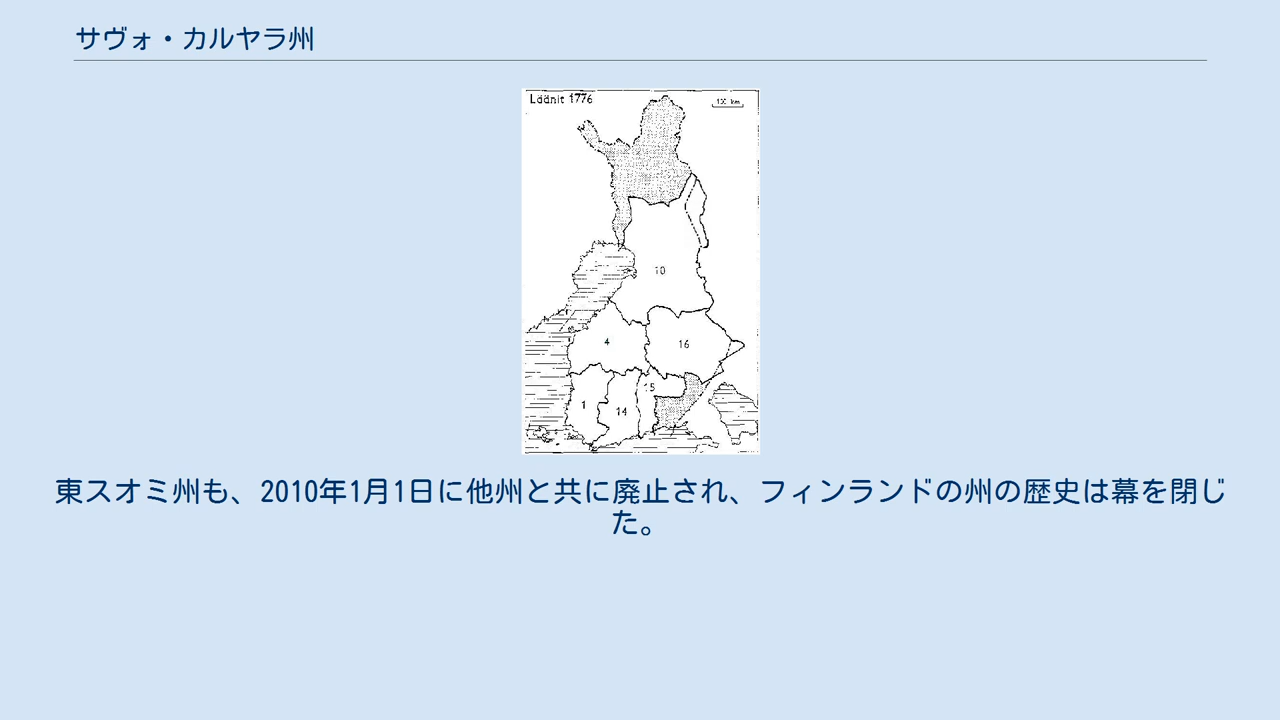 サヴォ・カルヤラ州
Läänit 1776
100 km
10
4
16
15
1
14
東スオミ州も、2010年1月1日に他州と共に廃止され、フィンランドの州の歴史は幕を閉じ
た。